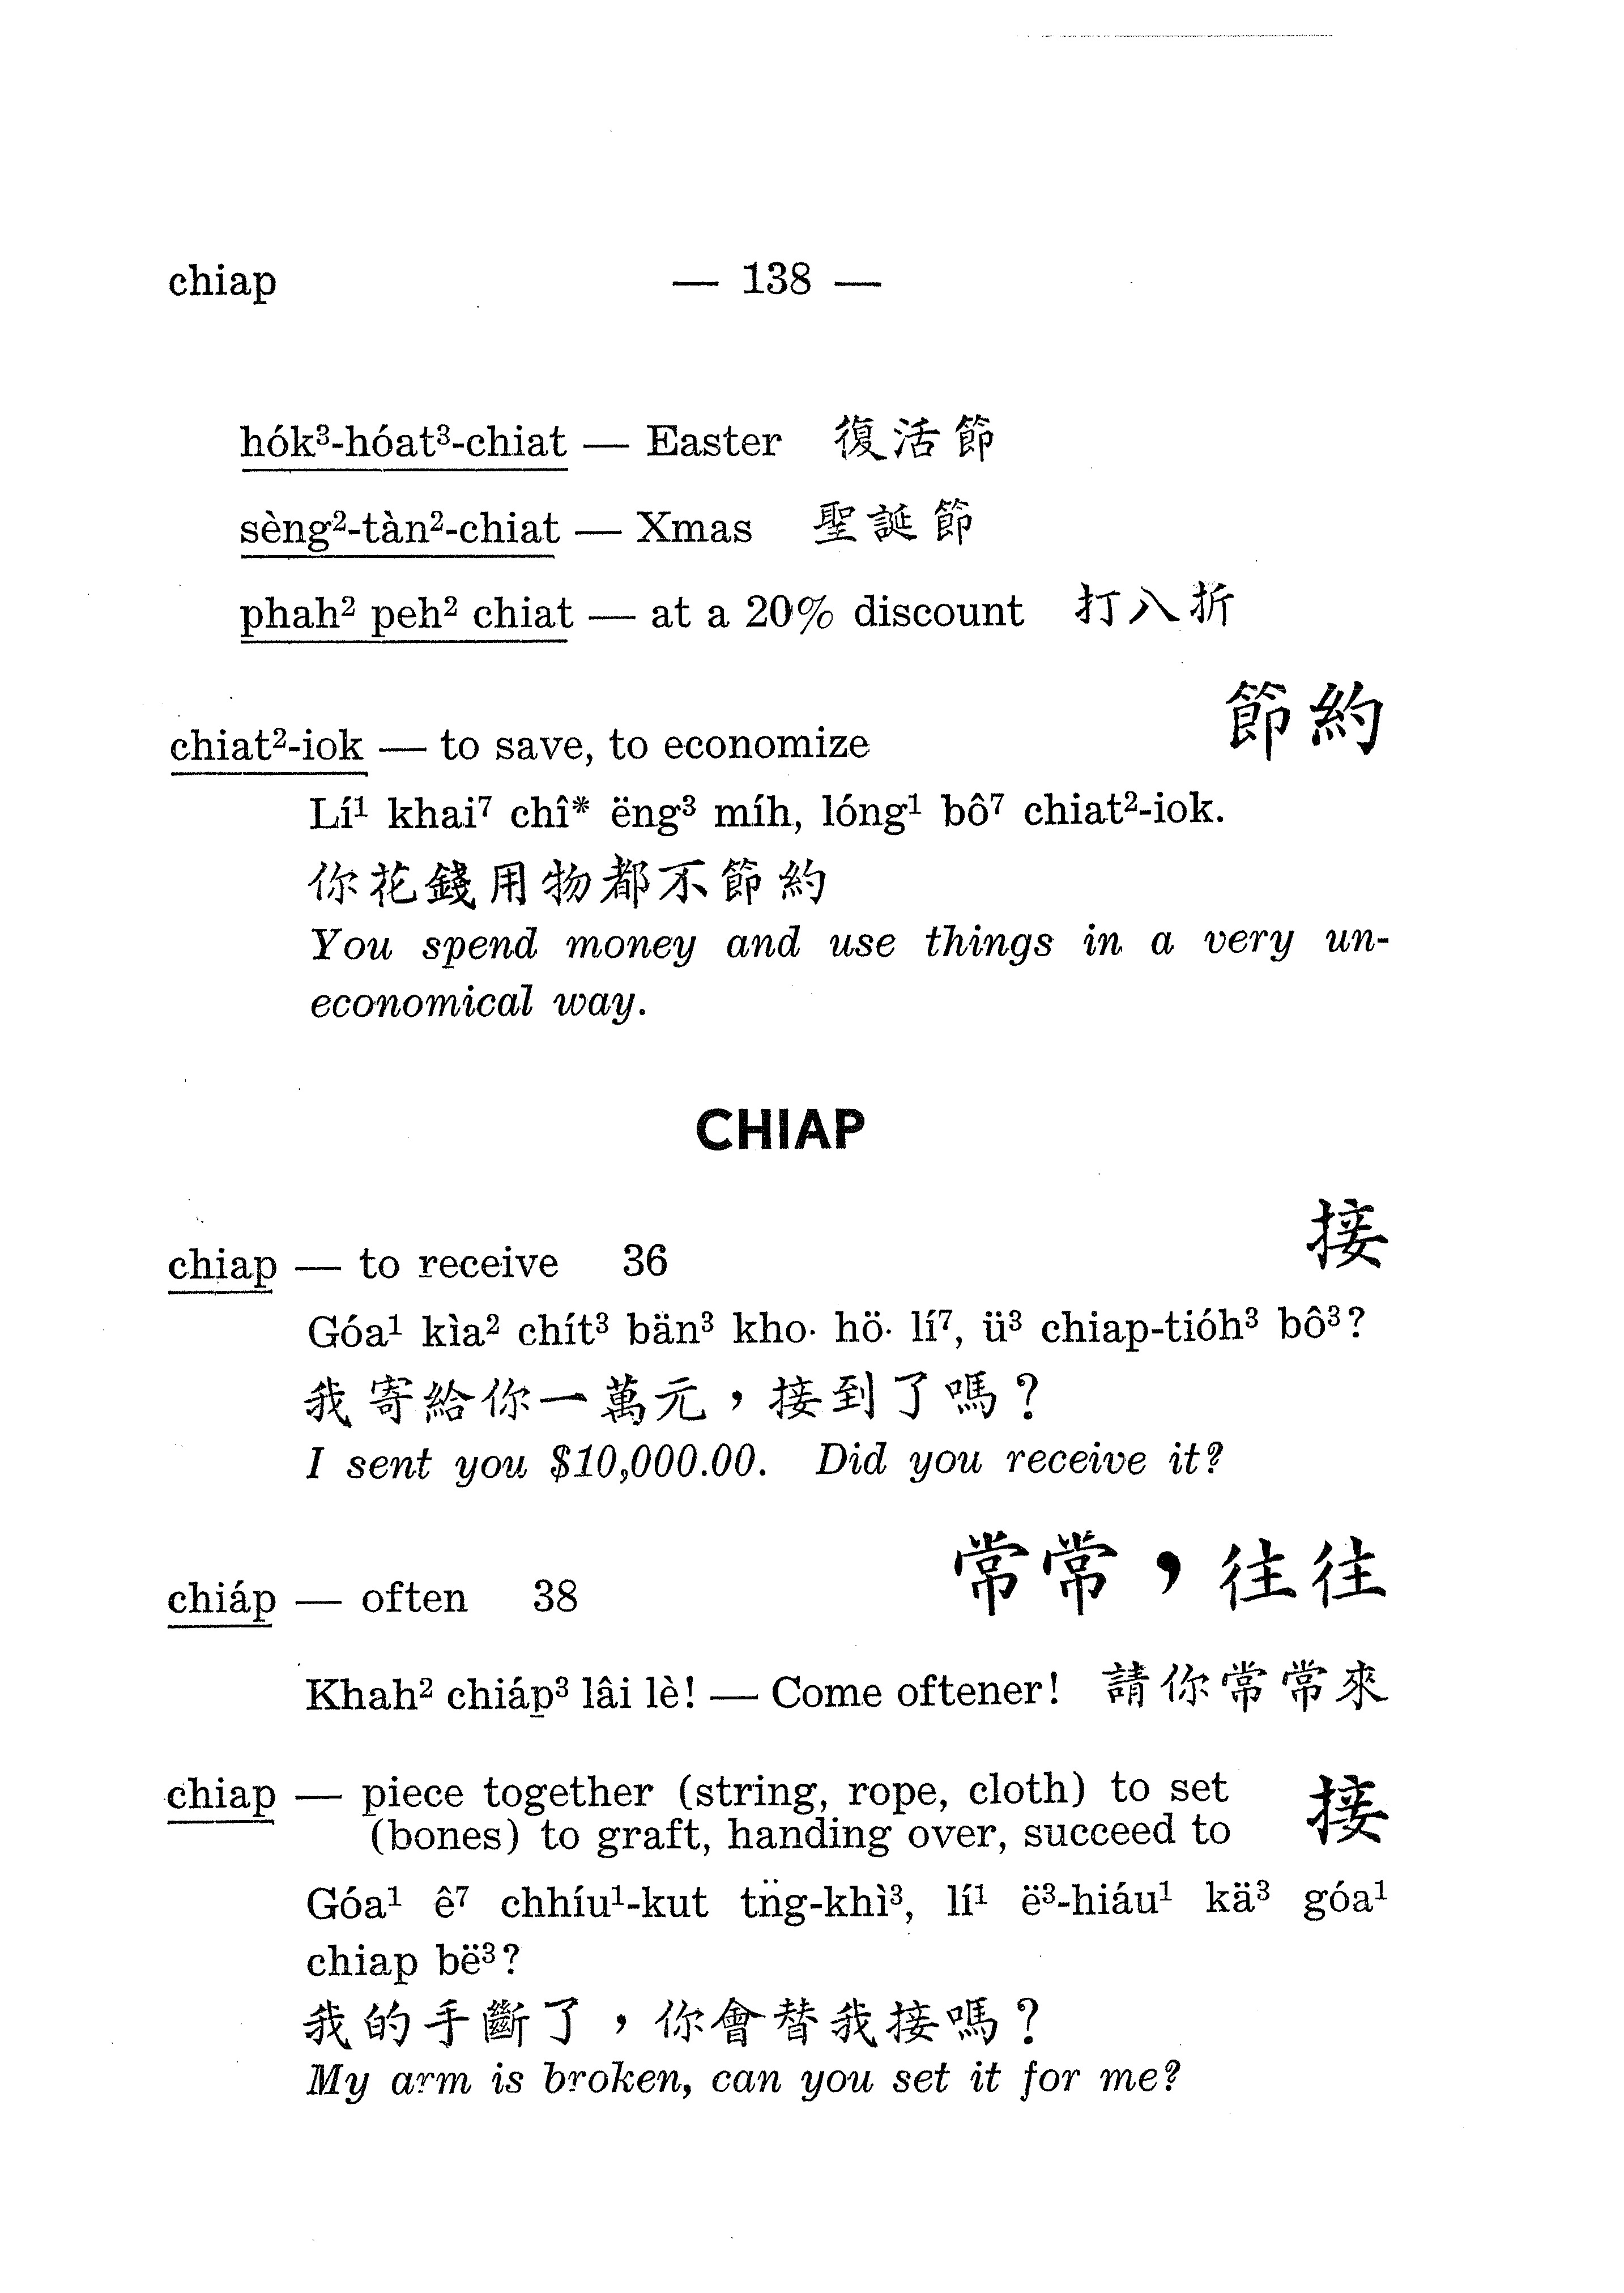 chiap — 138 —
hók³-hóat³-chiat — Easter 復活節
sèng²-tàn²-chiat — Xmas 聖誕節
phah² peh² chiat — at a 20% discount 打八折
chiat²-iok — to save, to economize 節約
Lí¹ khai⁷ chî* ëng³ míh, lóng¹ bô⁷ chiat²-iok.
你花錢用物都不節約
You spend money and use things in a very un-
economical way.
CHIAP
chiap — to receive 36 接
Góa¹ kìa² chít³ bän³ kho· hö· lí⁷, ü³ chiap-tióh³ bô³?
我寄給你一萬元，接到了嗎？
I sent you $10,000.00. Did you receive it?
chiáp — often 38 常常，往往
Khah² chiáp³ lâi lè! — Come oftener! 請你常常來
chiap — piece together (string, rope, cloth) to set 接
(bones) to graft, handing over, succeed to
Góa¹ ê⁷ chhíu¹-kut tn̈g-khì³, lí¹ ë³-hiáu¹ kä³ góa¹
chiap bë³?
我的手斷了，你會替我接嗎？
My arm is broken, can you set it for me?